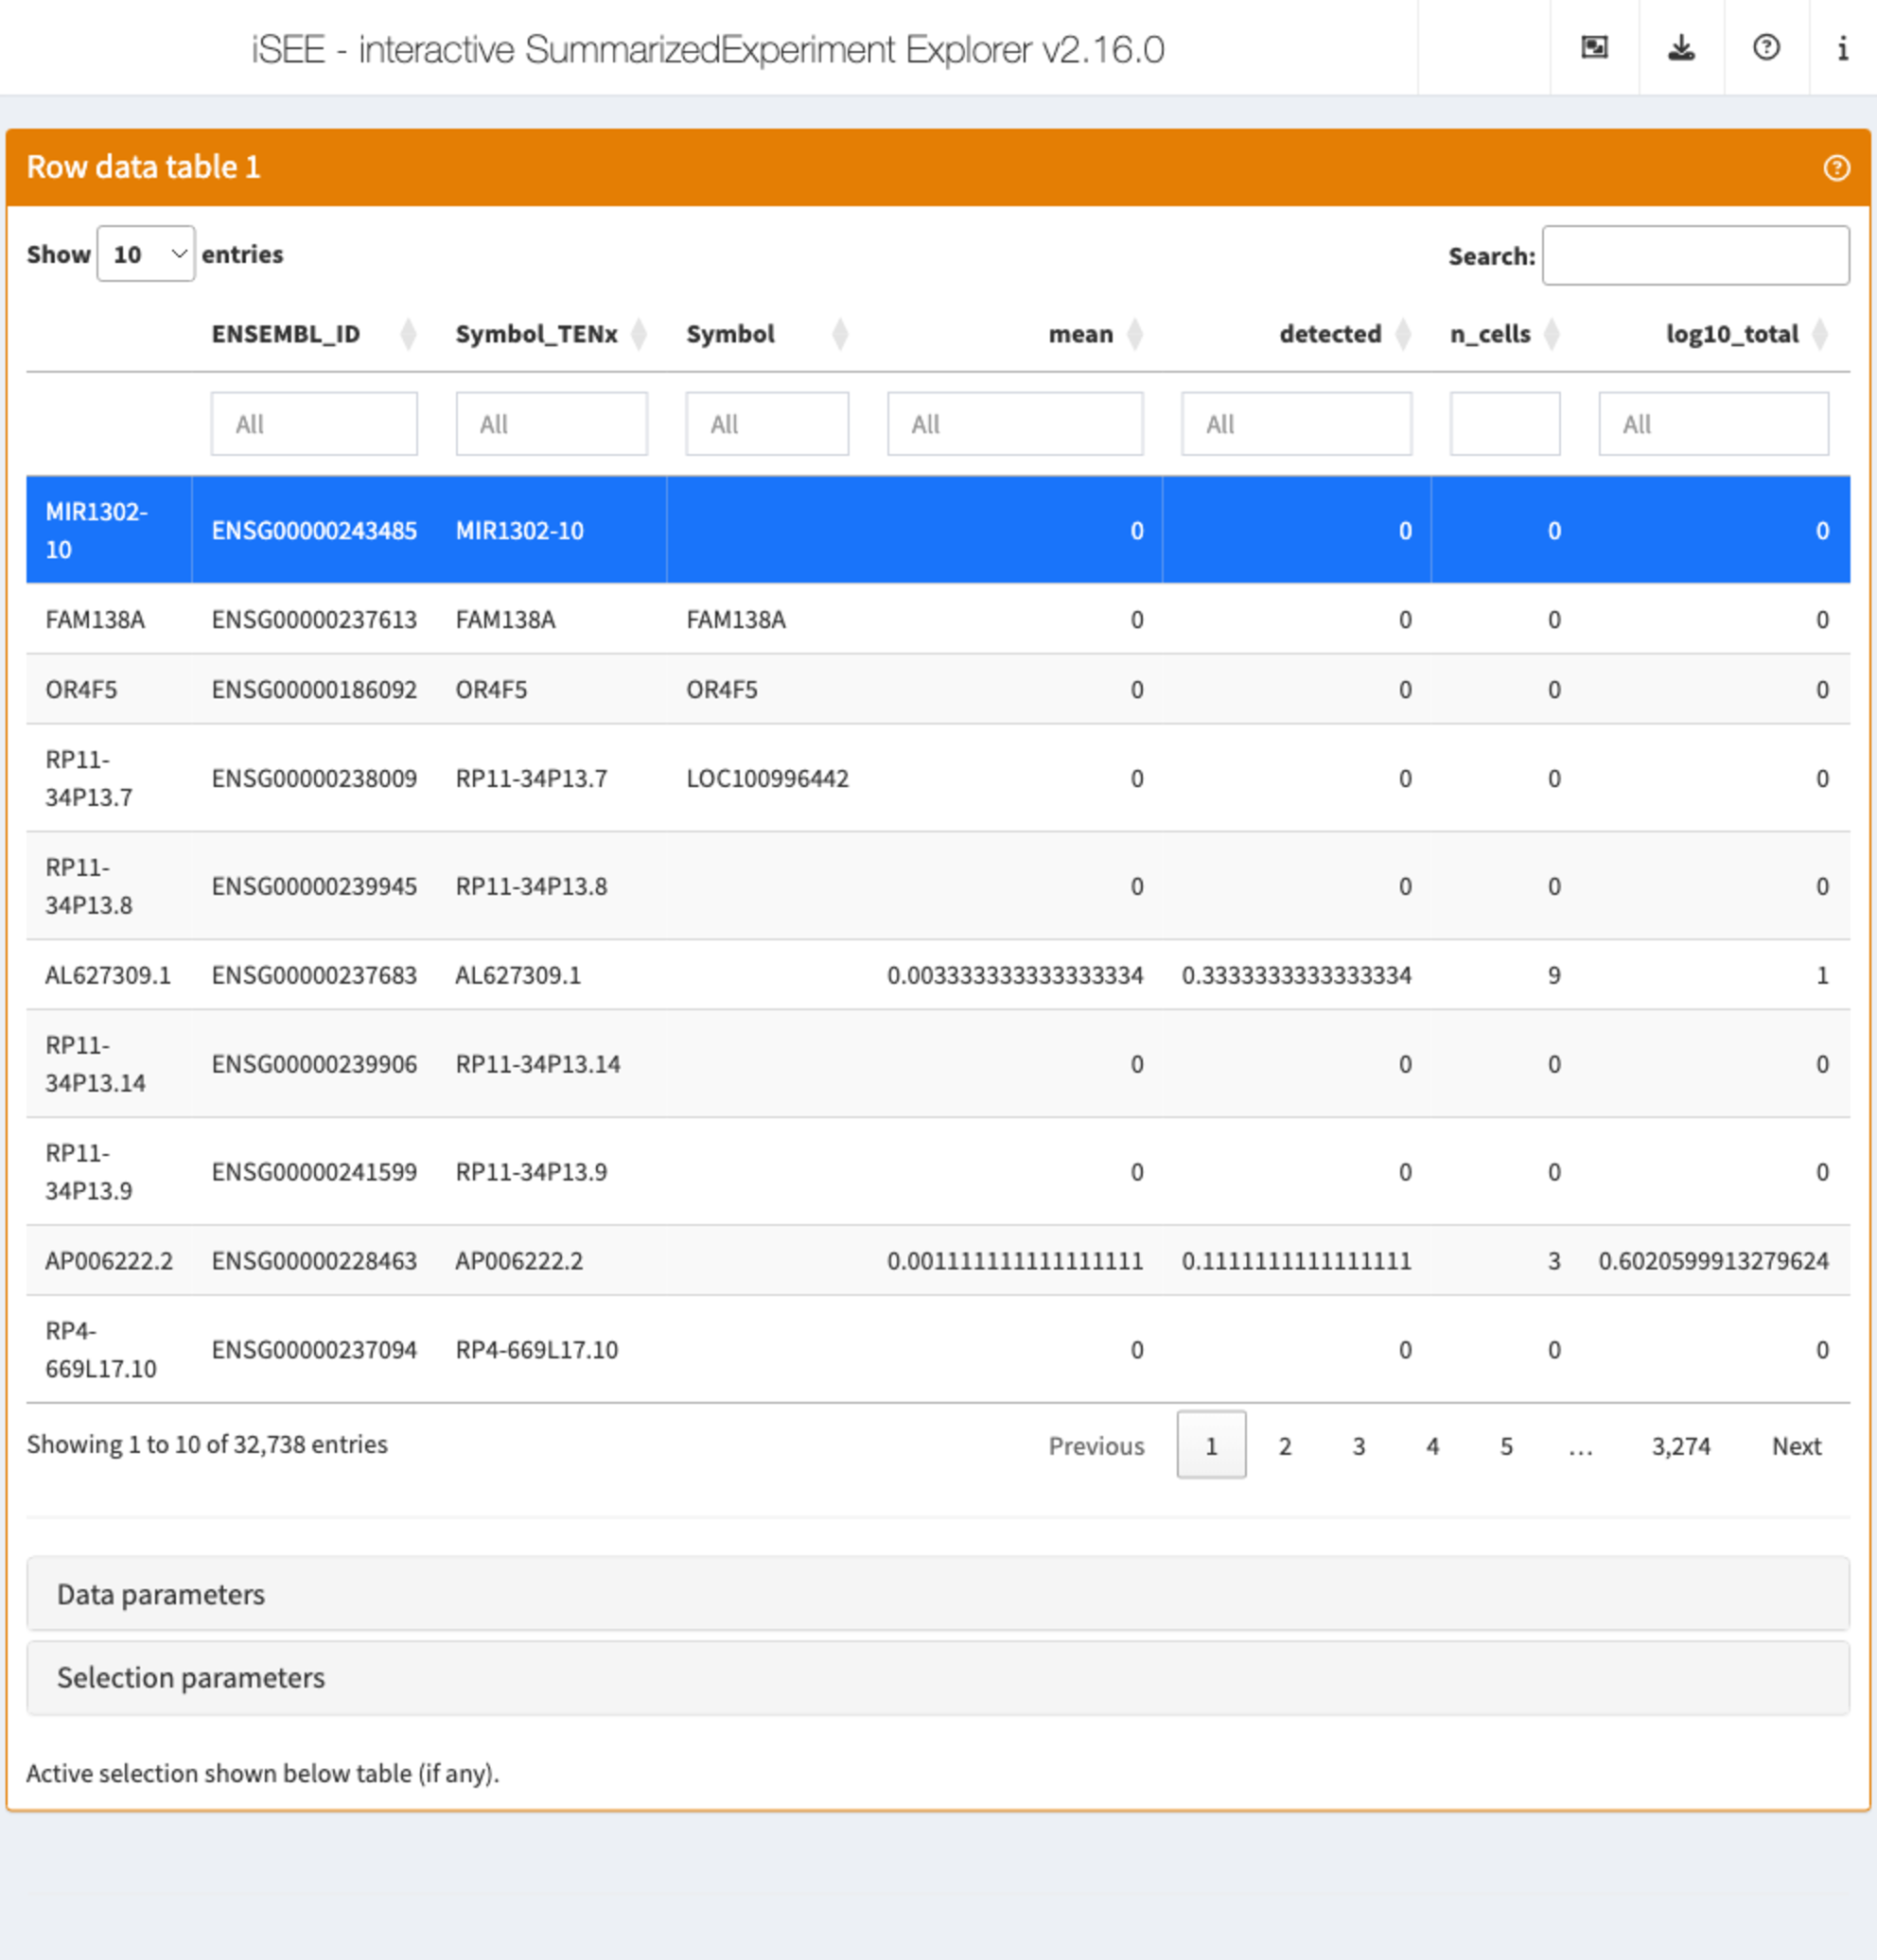 iSEE - interactive SummarizedExperiment Explorer v2.16.0
Row data table 1
Show 10 entries Search:
ENSEMBL_ID Symbol_TENx Symbol mean detected n_cells log10_total
All All All All All All
MIR1302-
10 ENSG00000243485 MIR1302-10 0 0 0 0
FAM138A ENSG00000237613 FAM138A FAM138A 0 0 0 0
OR4F5 ENSG00000186092 OR4F5 OR4F5 0 0 0 0
RP11-
34P13.7 ENSG00000238009 RP11-34P13.7 LOC100996442 0 0 0 0
RP11-
34P13.8 ENSG00000239945 RP11-34P13.8 0 0 0 0
AL627309.1 ENSG00000237683 AL627309.1 0.00333333333333334 0.3333333333333334 9 1
RP11-
34P13.14 ENSG00000239906 RP11-34P13.14 0 0 0 0
RP11-
34P13.9 ENSG00000241599 RP11-34P13.9 0 0 0 0
AP006222.2 ENSG00000228463 AP006222.2 0.00111111111111111 0.1111111111111111 3 0.6020599913279624
RP4-
669L17.10 ENSG00000237094 RP4-669L17.10 0 0 0 0
Showing 1 to 10 of 32,738 entries Previous 1 2 3 4 5 … 3,274 Next
Data parameters
Selection parameters
Active selection shown below table (if any).